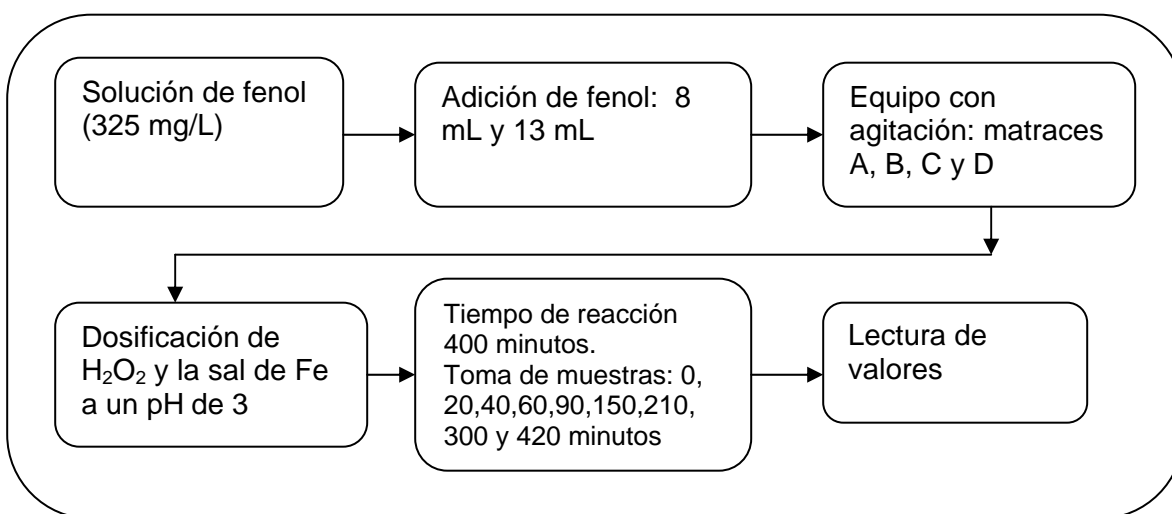 Solución de fenol
(325 mg/L)
Adición de fenol: 8
mL y 13 mL
Equipo con
agitación: matraces
A, B, C y D
Dosificación de
H₂O₂ y la sal de Fe
a un pH de 3
Tiempo de reacción
400 minutos.
Toma de muestras: 0,
20,40,60,90,150,210,
300 y 420 minutos
Lectura de
valores